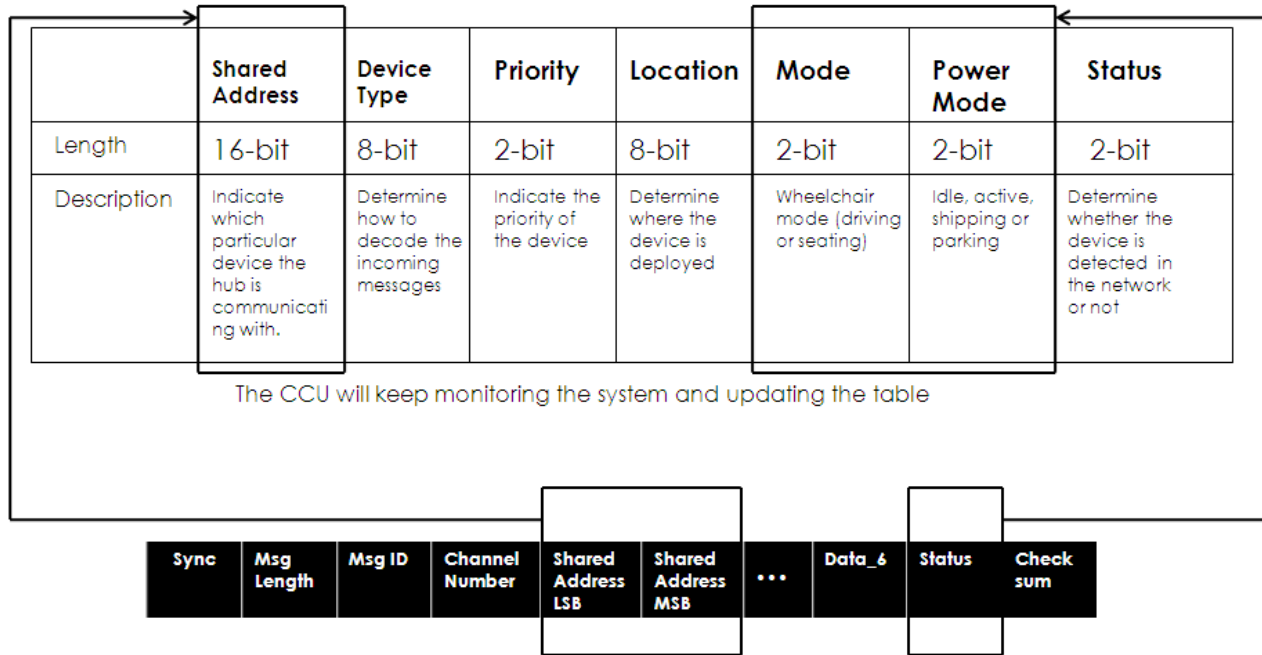 Shared Address
Device Type
Priority
Location
Mode
Power Mode
Status
Length
16-bit
8-bit
2-bit
8-bit
2-bit
2-bit
2-bit
Description
Indicate
which
particular
device the
hub is
communicati
ng with.
Determine
how to
decode the
incoming
messages
Indicate the
priority of
the device
Determine
where the
device is
deployed
Wheelchair
mode (driving
or seating)
Idle, active,
shipping or
parking
Determine
whether the
device is
detected in
the network
or not
The CCU will keep monitoring the system and updating the table
Sync
Msg
Length
Msg ID
Channel
Number
Shared
Address
LSB
Shared
Address
MSB
...
Data_6
Status
Check
sum